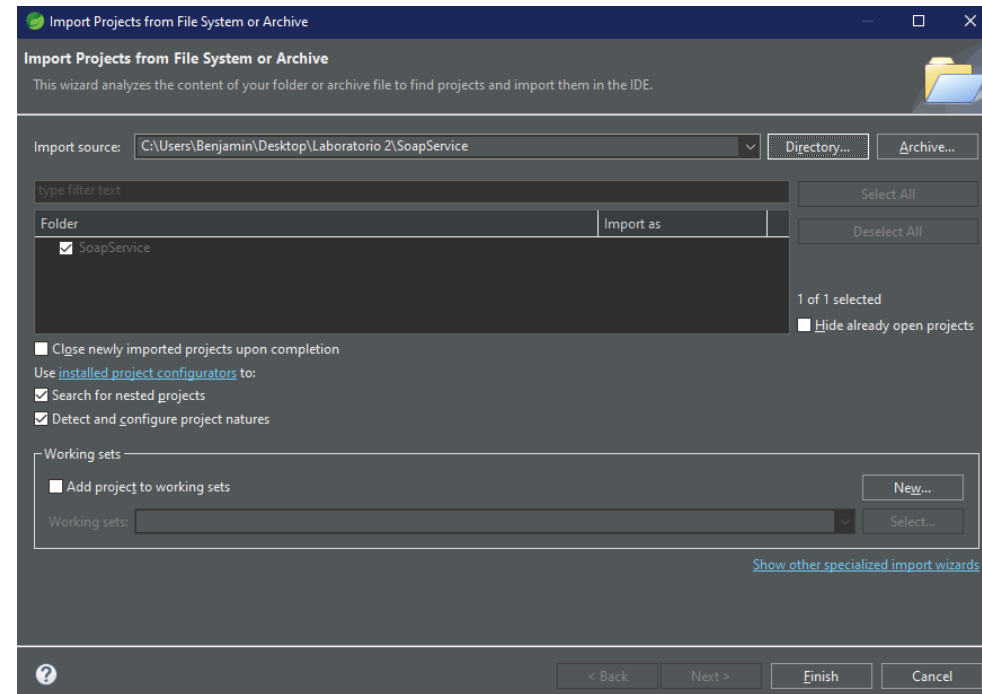 Import Projects from File System or Archive
Import Projects from File System or Archive
This wizard analyzes the content of your folder or archive file to find projects and import them in the IDE.
Import source: C:\Users\Benjamin\Desktop\Laboratorio 2\SoapService Directory... Archive...
type filter text Select All
Folder Import as Deselect All
SoapService
1 of 1 selected
Hide already open projects
Close newly imported projects upon completion
Use installed project configurators to:
Search for nested projects
Detect and configure project natures
Working sets
Add project to working sets New...
Working sets: Select...
Show other specialized import wizards
? < Back Next > Finish Cancel